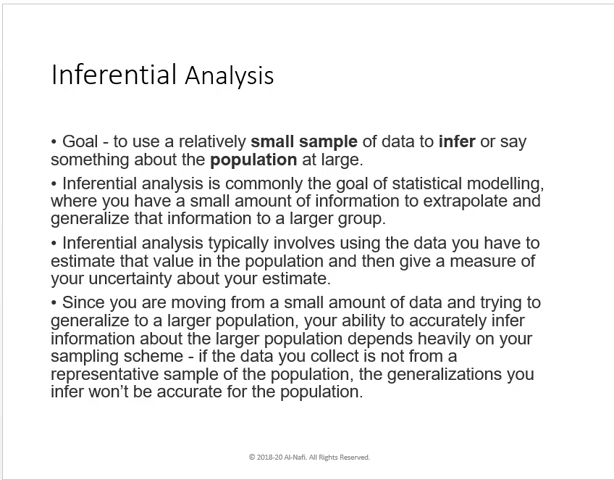 Inferential Analysis
• Goal - to use a relatively small sample of data to infer or say
something about the population at large.
• Inferential analysis is commonly the goal of statistical modelling,
where you have a small amount of information to extrapolate and
generalize that information to a larger group.
• Inferential analysis typically involves using the data you have to
estimate that value in the population and then give a measure of
your uncertainty about your estimate.
• Since you are moving from a small amount of data and trying to
generalize to a larger population, your ability to accurately infer
information about the larger population depends heavily on your
sampling scheme - if the data you collect is not from a
representative sample of the population, the generalizations you
infer won’t be accurate for the population.
© 2018-20 Al-Nafi. All Rights Reserved.